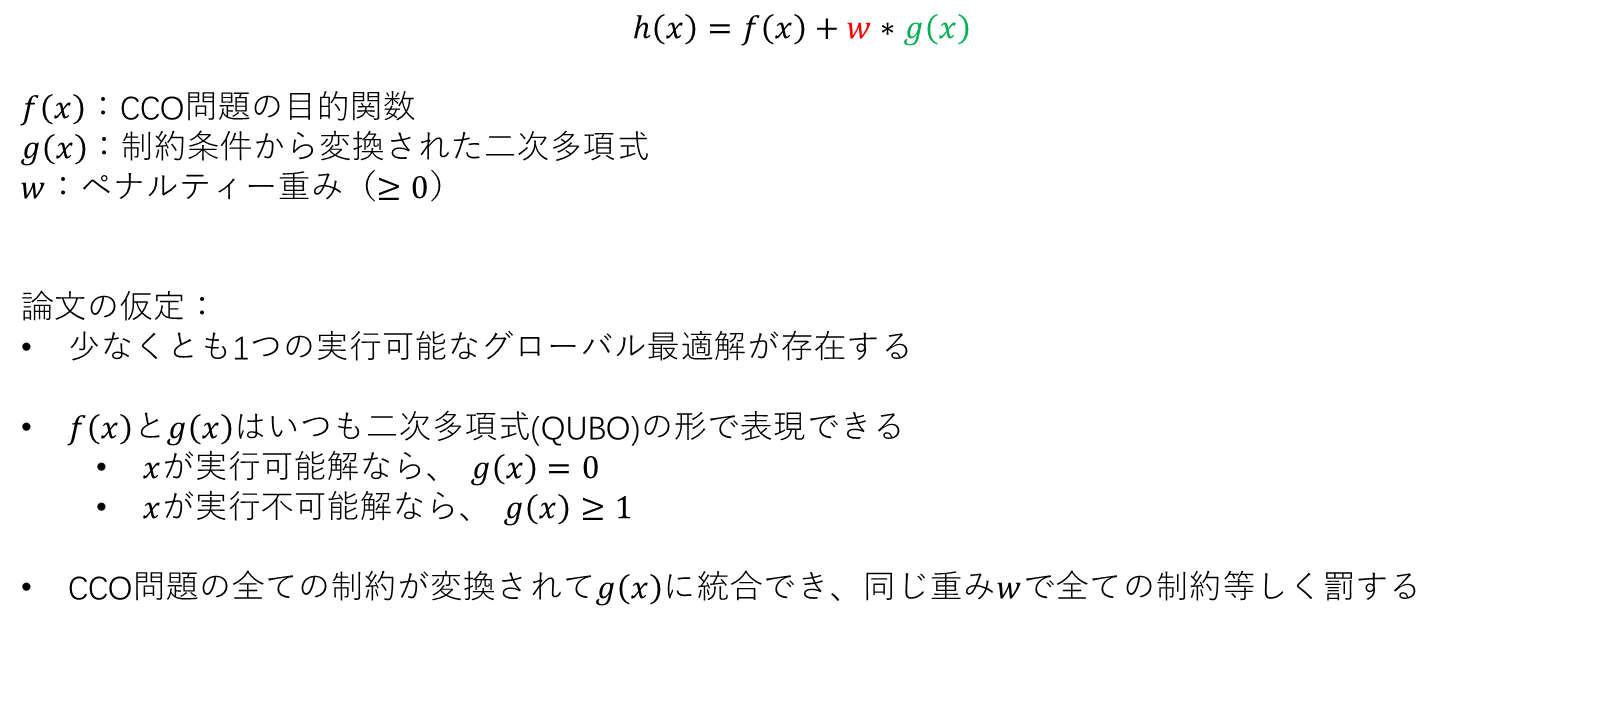 h(x) = f(x) + w * g(x)
f(x)：CCO問題の目的関数
g(x)：制約条件から変換された二次多項式
w：ペナルティー重み（≥ 0）
論文の仮定：
• 少なくとも1つの実行可能なグローバル最適解が存在する
• f(x)とg(x)はいつも二次多項式(QUBO)の形で表現できる
• xが実行可能解なら、 g(x) = 0
• xが実行不可能解なら、 g(x) ≥ 1
• CCO問題の全ての制約が変換されてg(x)に統合でき、同じ重みwで全ての制約等しく罰する